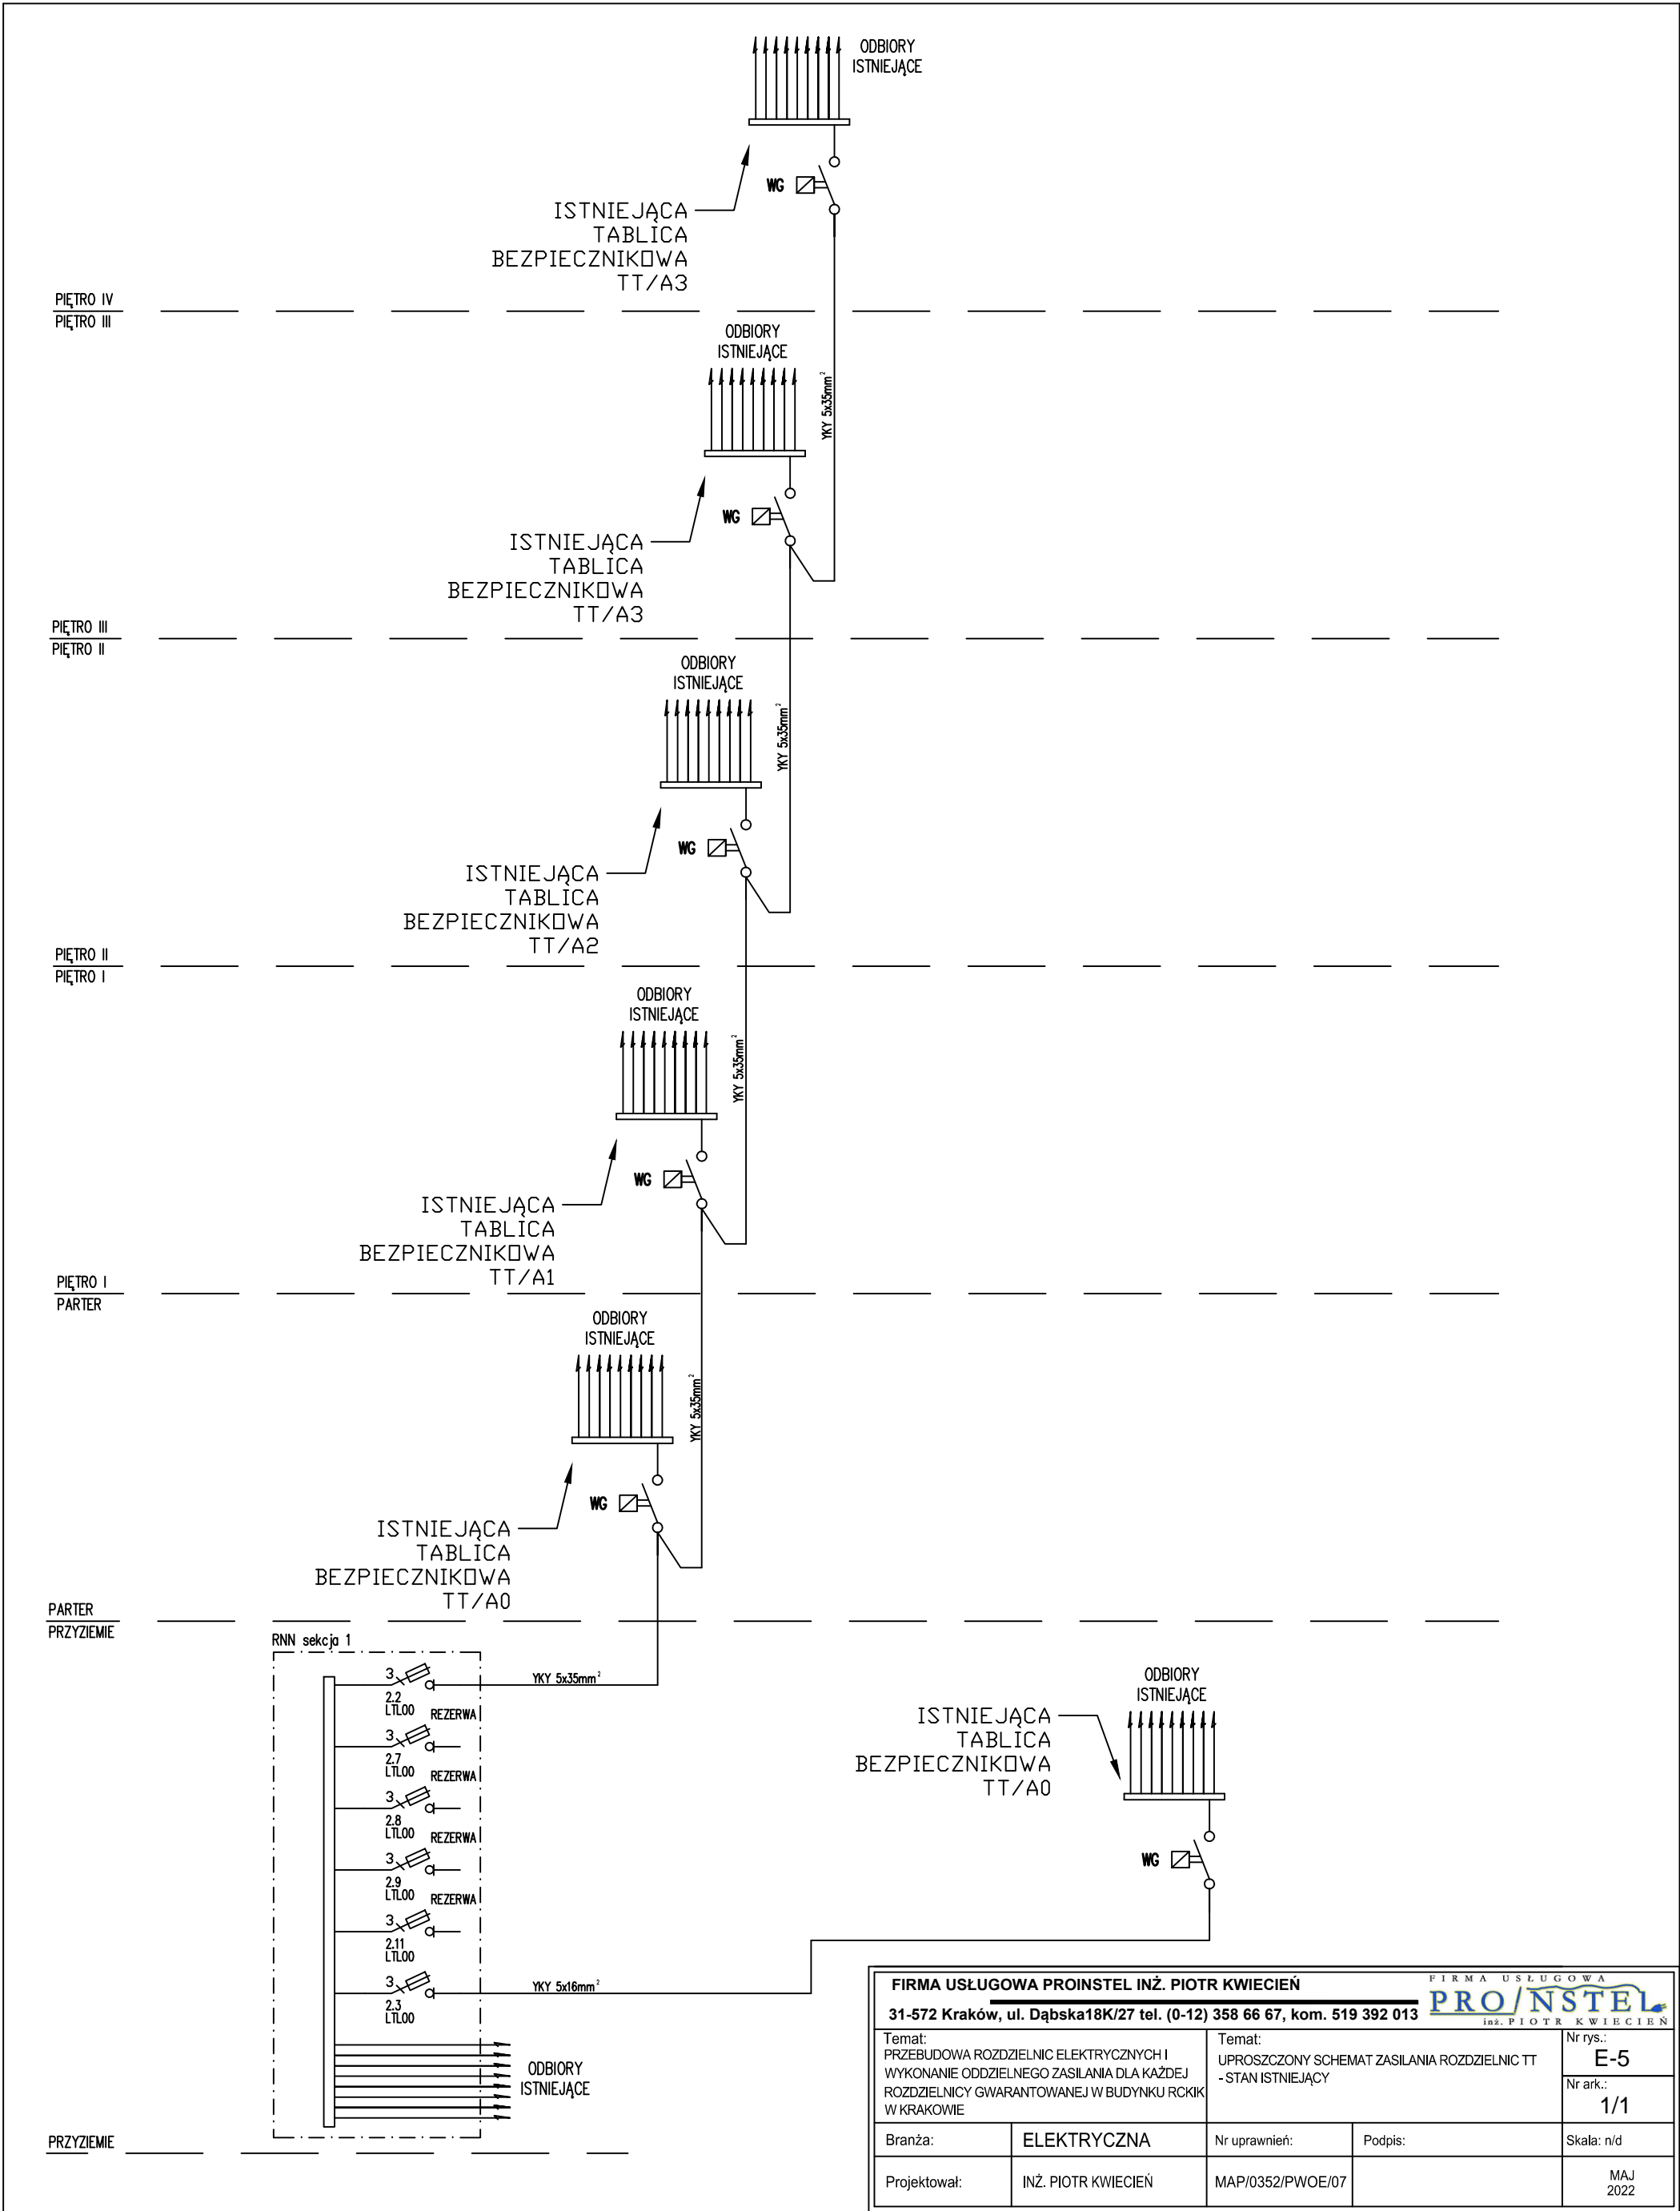 ODBIORY
ISTNIEJĄCE
WG
ISTNIEJĄCA
TABLICA
BEZPIECZNIKOWA
TT/A3
PIĘTRO IV
PIĘTRO III
ODBIORY
ISTNIEJĄCE
YKY 5x35mm²
WG
ISTNIEJĄCA
TABLICA
BEZPIECZNIKOWA
TT/A3
PIĘTRO III
PIĘTRO II
ODBIORY
ISTNIEJĄCE
YKY 5x35mm²
WG
ISTNIEJĄCA
TABLICA
BEZPIECZNIKOWA
TT/A2
PIĘTRO II
PIĘTRO I
ODBIORY
ISTNIEJĄCE
YKY 5x35mm²
WG
ISTNIEJĄCA
TABLICA
BEZPIECZNIKOWA
TT/A1
PIĘTRO I
PARTER
ODBIORY
ISTNIEJĄCE
YKY 5x35mm²
WG
ISTNIEJĄCA
TABLICA
BEZPIECZNIKOWA
TT/A0
PARTER
PRZYZIEMIE
RNN sekcja 1
3
2.2
LTL00
YKY 5x35mm²
REZERWA
3
2.7
LTL00
REZERWA
3
2.8
LTL00
REZERWA
3
2.9
LTL00
REZERWA
3
2.11
LTL00
3
2.3
LTL00
YKY 5x16mm²
ODBIORY
ISTNIEJĄCE
ODBIORY
ISTNIEJĄCE
ISTNIEJĄCA
TABLICA
BEZPIECZNIKOWA
TT/A0
WG
PRZYZIEMIE
FIRMA USŁUGOWA PROINSTEL INŻ. PIOTR KWIECIEŃ
31-572 Kraków, ul. Dąbska18K/27 tel. (0-12) 358 66 67, kom. 519 392 013
FIRMA USŁUGOWA
PRO/NSTEL
inż. PIOTR KWIECIEŃ
Temat:
PRZEBUDOWA ROZDZIELNIC ELEKTRYCZNYCH I
WYKONANIE ODDZIELNEGO ZASILANIA DLA KAŻDEJ
ROZDZIELNICY GWARANTOWANEJ W BUDYNKU RCKIK
W KRAKOWIE
Temat:
UPROSZCZONY SCHEMAT ZASILANIA ROZDZIELNIC TT
- STAN ISTNIEJĄCY
Nr rys.:
E-5
Nr ark.:
1/1
Branża:
ELEKTRYCZNA
Nr uprawnień:
Podpis:
Skala: n/d
Projektował:
INŻ. PIOTR KWIECIEŃ
MAP/0352/PWOE/07
MAJ
2022